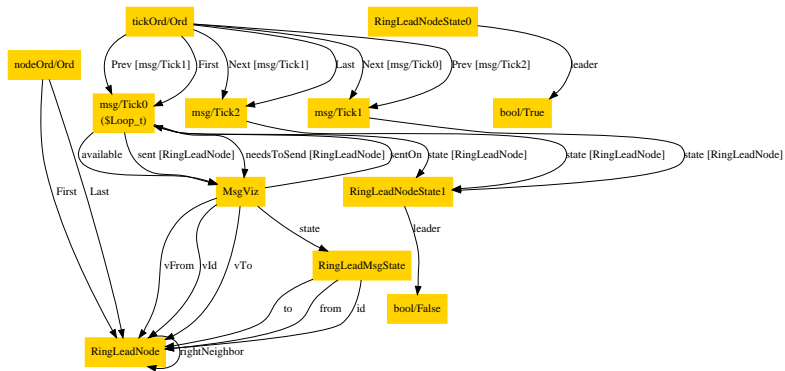 tickOrd/Ord
RingLeadNodeState0
nodeOrd/Ord
Prev [msg/Tick1]
First
Next [msg/Tick1]
Last
Next [msg/Tick0]
Prev [msg/Tick2]
leader
msg/Tick0
($Loop_t)
msg/Tick2
msg/Tick1
bool/True
available
sent [RingLeadNode]
needsToSend [RingLeadNode]
sentOn
state [RingLeadNode]
state [RingLeadNode]
state [RingLeadNode]
First
Last
MsgViz
RingLeadNodeState1
state
leader
vFrom
vId
vTo
RingLeadMsgState
to
from
id
bool/False
RingLeadNode
rightNeighbor